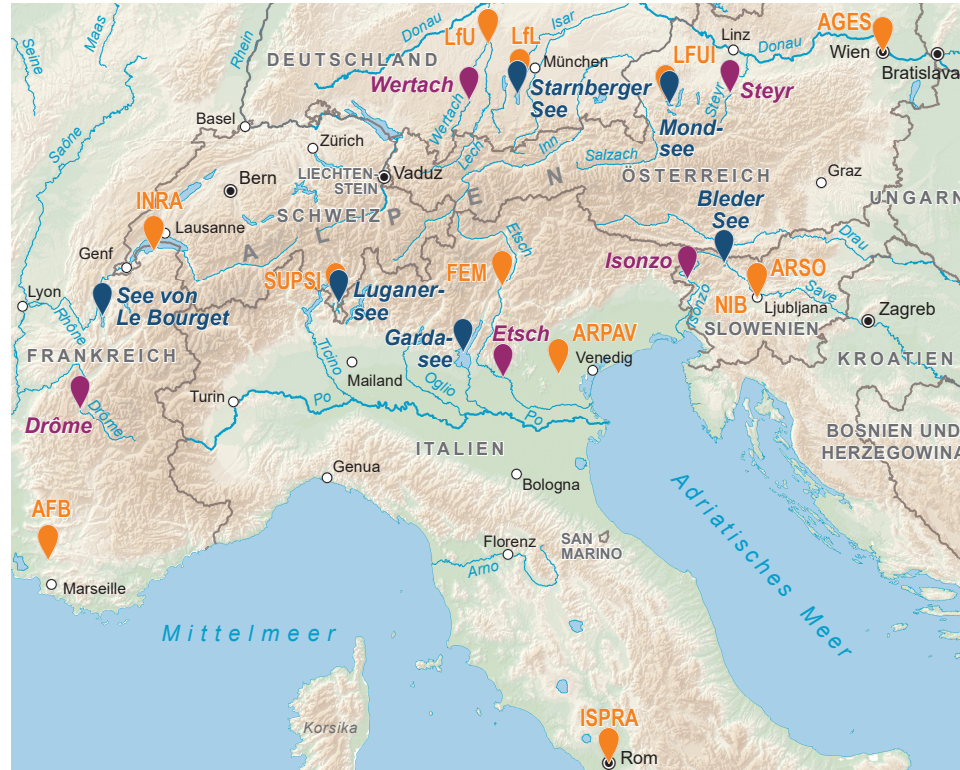 Seine
Maas
Rhein
Donau
LfU
LfL
Isar
Linz
AGES
Donau
Wien
Bratislava
DEUTSCHLAND
München
LFUI
Wertach
Starnberger
See
Steyr
Steyr
Wertach
Mond-
see
Saône
Basel
Zürich
Lech
Inn
Salzach
LIECHTEN-
STEIN
Vaduz
Bern
ÖSTERREICH
Graz
UNGARN
INRA
SCHWEIZ
ALPEN
Bleder
See
Lausanne
Etsch
Drau
Genf
SUPSI
FEM
Isonzo
ARSO
NIB
Lyon
See von
Le Bourget
Luganer-
see
Isonzo
Ljubljana
Save
Zagreb
Rhône
SLOWENIEN
FRANKREICH
Garda-
see
Etsch
ARPAV
Venedig
KROATIEN
Ticino
Mailand
Oglio
Turin
Po
Po
Drôme
Drôme
ITALIEN
BOSNIEN UND
HERZEGOWINA
Genua
Bologna
AFB
Adriatisches Meer
Florenz
SAN
MARINO
Arno
Marseille
Mittelmeer
Korsika
ISPRA
Rom